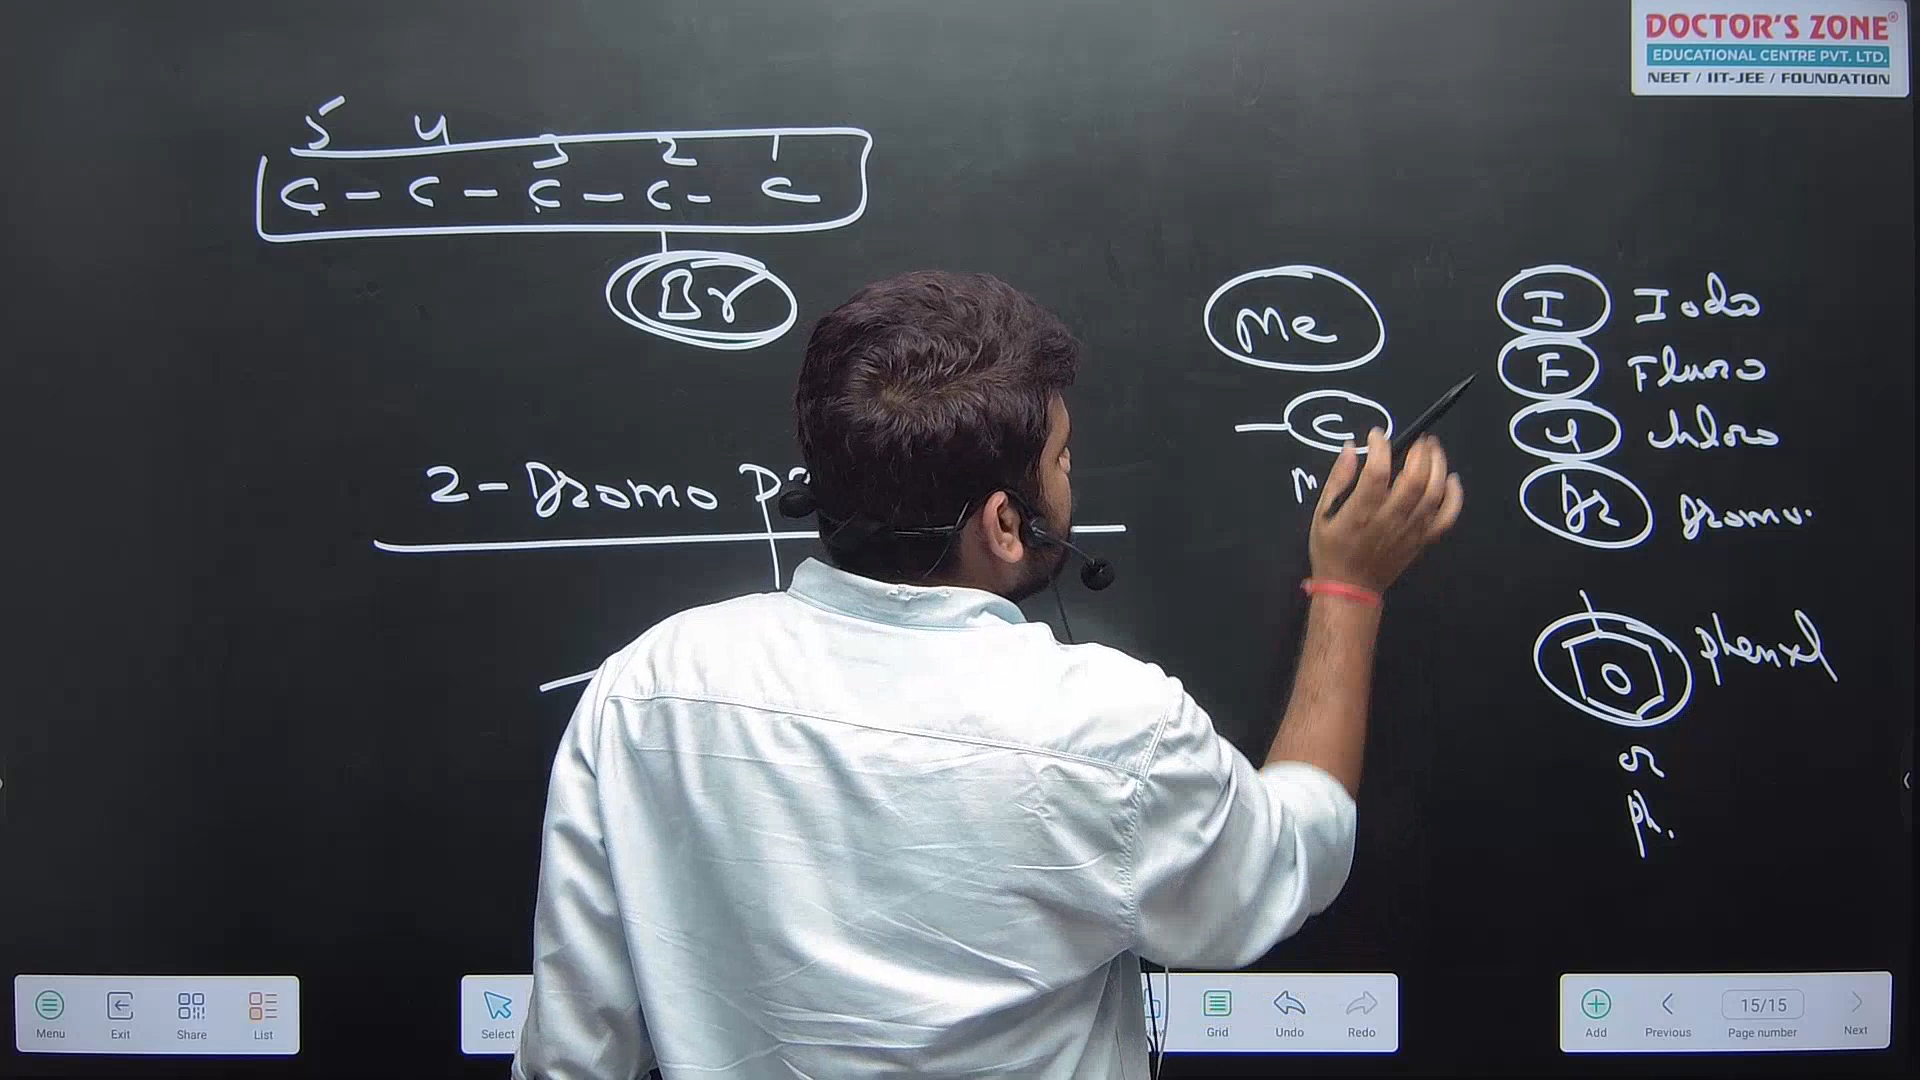 DOCTOR'S ZONE®
EDUCATIONAL CENTRE PVT. LTD.
NEET / IIT-JEE / FOUNDATION
5 4 3 2 1
C - C - C - C - C
Br
2-Bromo
Me
C
I Iodo
F Fluoro
Cl chloro
Br Bromo.
phenyl
or
ph.
Menu Exit Share List
Select
Grid Undo Redo
Add Previous 15/15 Page number Next